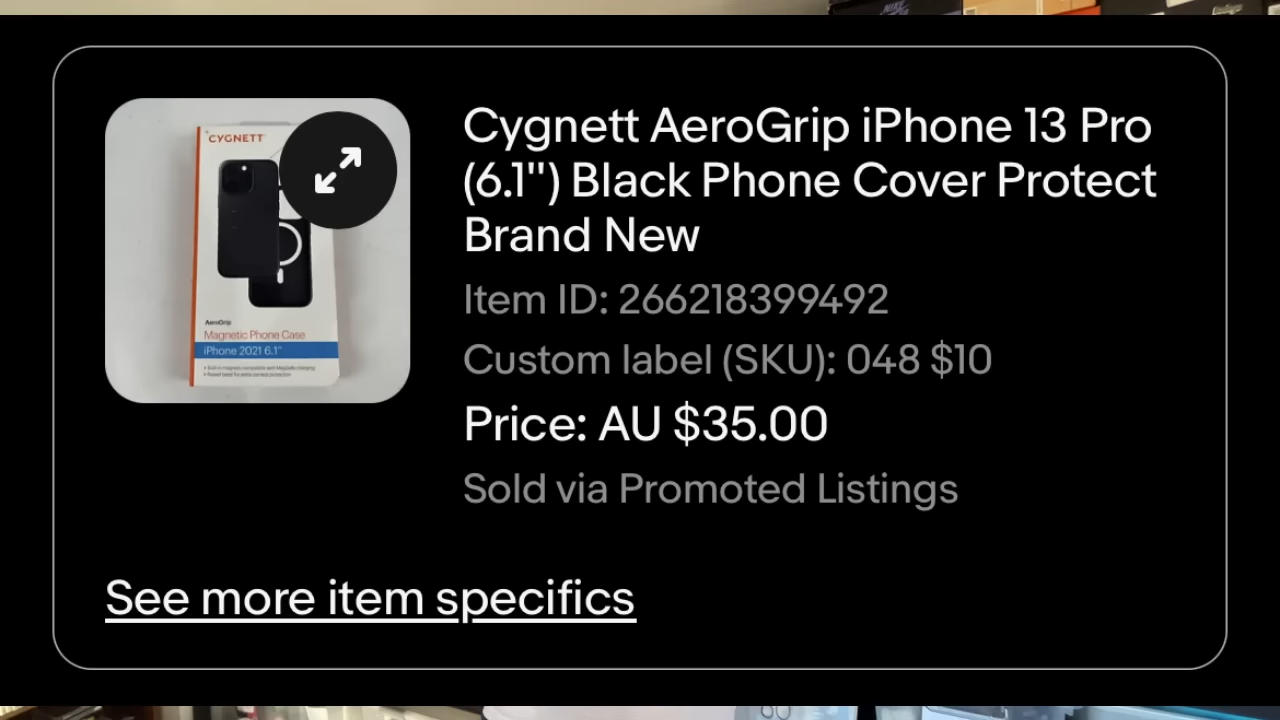 NIKE
CYGNETT
AeroGrip
Magnetic Phone Case
iPhone 2021 6.1"
Cygnett AeroGrip iPhone 13 Pro
(6.1") Black Phone Cover Protect
Brand New
Item ID: 266218399492
Custom label (SKU): 048 $10
Price: AU $35.00
Sold via Promoted Listings
See more item specifics